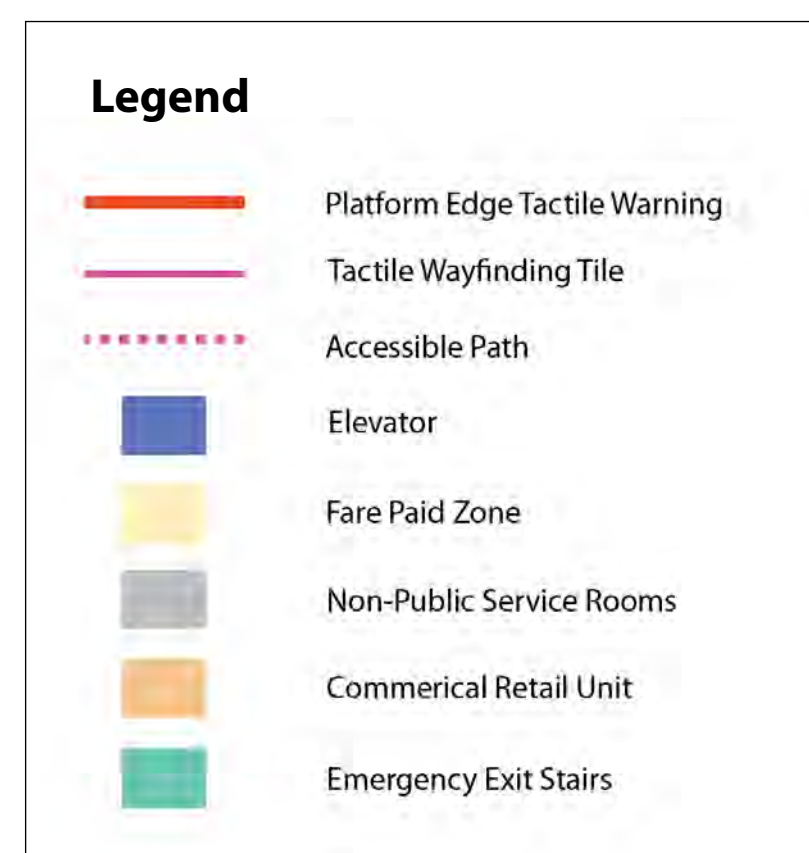 Legend
Platform Edge Tactile Warning
Tactile Wayfinding Tile
Accessible Path
Elevator
Fare Paid Zone
Non-Public Service Rooms
Commerical Retail Unit
Emergency Exit Stairs